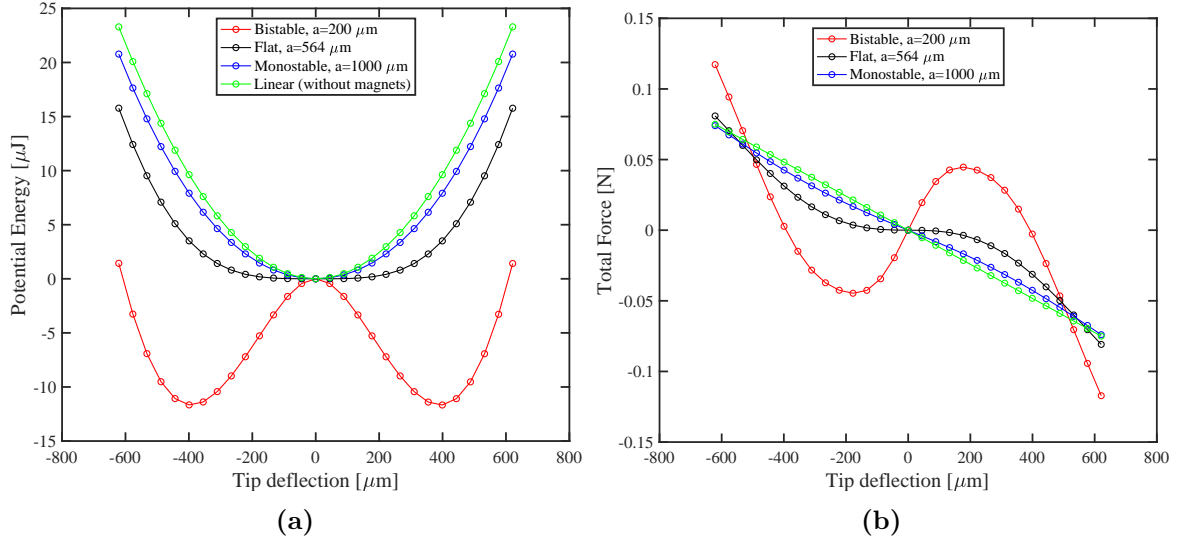 Bistable, a=200 μm
Flat, a=564 μm
Monostable, a=1000 μm
Linear (without magnets)
25
20
15
10
5
0
-5
-10
-15
-800
-600
-400
-200
0
200
400
600
800
Potential Energy [μJ]
Tip deflection [μm]
(a)
Bistable, a=200 μm
Flat, a=564 μm
Monostable, a=1000 μm
0.15
0.1
0.05
0
-0.05
-0.1
-0.15
-800
-600
-400
-200
0
200
400
600
800
Total Force [N]
Tip deflection [μm]
(b)